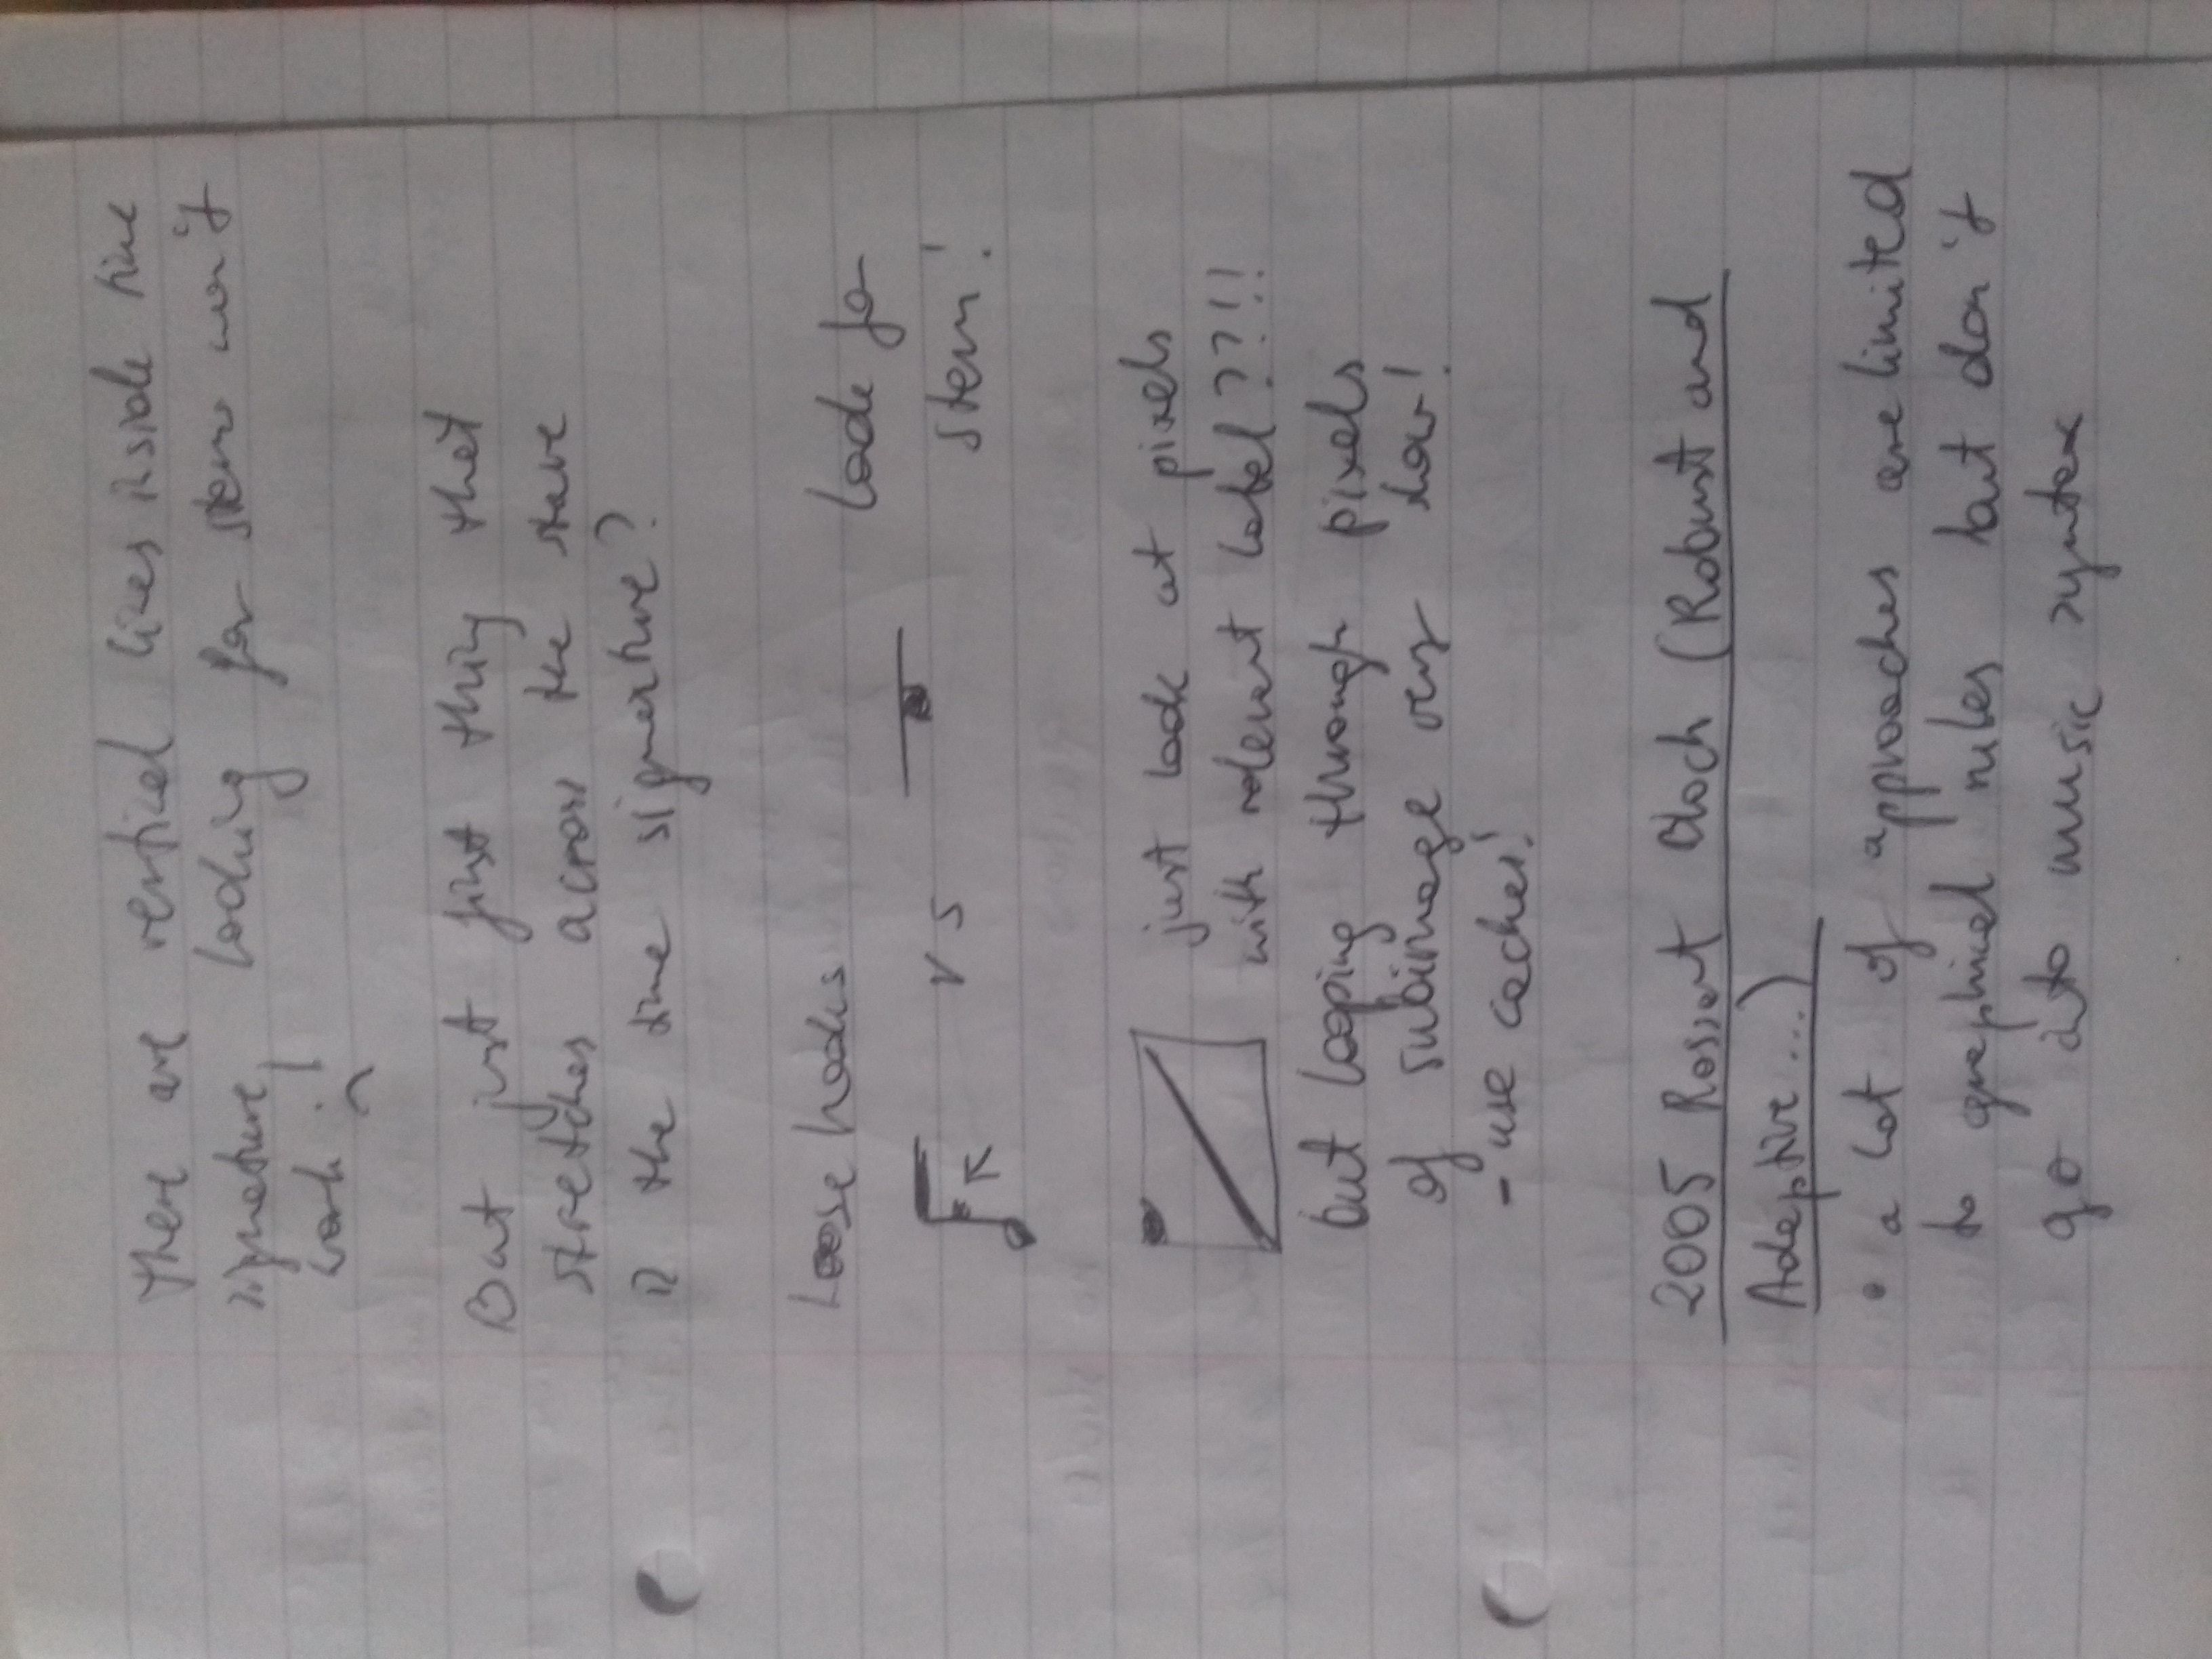 There are vertical lines inside time
signature, looking for stems won't
work :(
But just first thing that
stretches across the stave
is the time signature?
Loose hooks
vs
look for
stem!
just look at pixels
with relevant label??!!
but looping through pixels
of subimage very slow!
- use caches!
2005 Rossant Bloch (Robust and
Adaptive ...)
• a lot of approaches are limited
to graphical rules but don't
go into music syntax